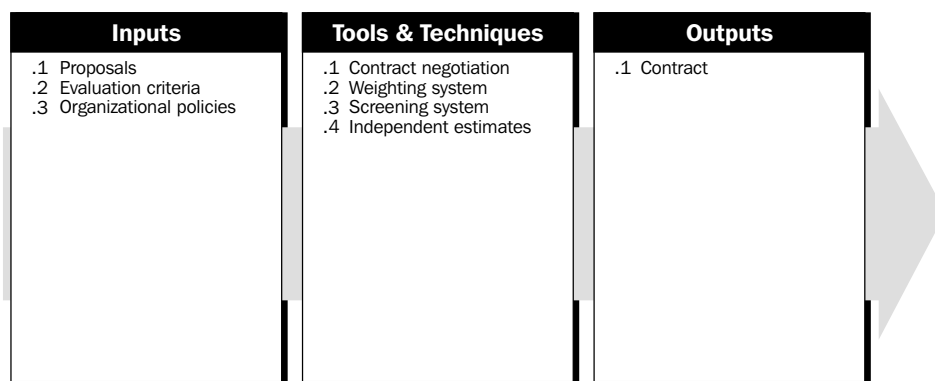 Inputs
.1 Proposals
.2 Evaluation criteria
.3 Organizational policies
Tools & Techniques
.1 Contract negotiation
.2 Weighting system
.3 Screening system
.4 Independent estimates
Outputs
.1 Contract